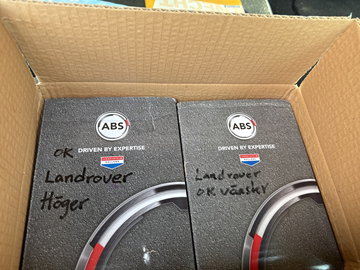 ABS
DRIVEN BY EXPERTISE
OK
Landrover
Höger
ABS
DRIVEN BY EXPERTISE
Landrover
OK vänster